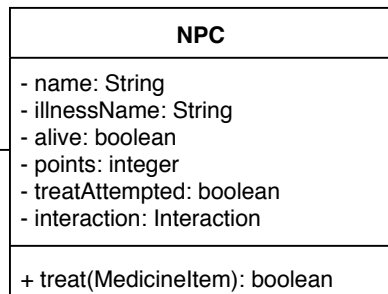 NPC
- name: String
- illnessName: String
- alive: boolean
- points: integer
- treatAttempted: boolean
- interaction: Interaction
+ treat(MedicineItem): boolean